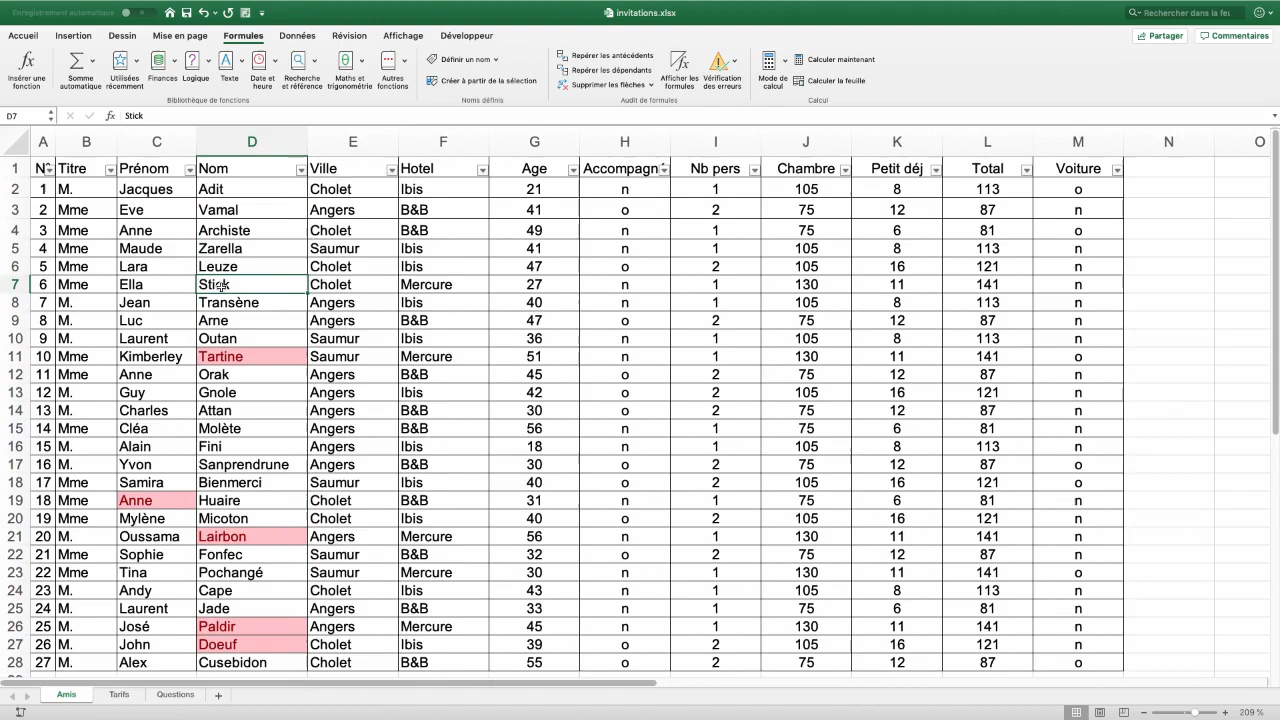 Enregistrement automatique
invitations.xlsx
Rechercher dans la feu
Accueil Insertion Dessin Mise en page Formules Données Révision Affichage Développeur
Partager Commentaires
Insérer une fonction
Somme automatique
Utilisées récemment
Finances
Logique
Texte
Date et heure
Recherche et référence
Maths et trigonométrie
Autres fonctions
Bibliothèque de fonctions
Définir un nom
Créer à partir de la sélection
Noms définis
Repérer les antécédents
Repérer les dépendants
Supprimer les flèches
Afficher les formules
Vérification des erreurs
Audit de formules
Mode de calcul
Calculer maintenant
Calculer la feuille
Calcul
D7 fx Stick
A B C D E F G H I J K L M N O
1 N° Titre Prénom Nom Ville Hotel Age Accompagn Nb pers Chambre Petit déj Total Voiture
2 1 M. Jacques Adit Cholet Ibis 21 n 1 105 8 113 o
3 2 Mme Eve Vamal Angers B&B 41 o 2 75 12 87 n
4 3 Mme Anne Archiste Cholet B&B 49 n 1 75 6 81 o
5 4 Mme Maude Zarella Saumur Ibis 41 n 1 105 8 113 n
6 5 Mme Lara Leuze Cholet Ibis 47 o 2 105 16 121 n
7 6 Mme Ella Stick Cholet Mercure 27 n 1 130 11 141 n
8 7 M. Jean Transène Angers Ibis 40 n 1 105 8 113 n
9 8 M. Luc Arne Angers B&B 47 o 2 75 12 87 n
10 9 M. Laurent Outan Saumur Ibis 36 n 1 105 8 113 n
11 10 Mme Kimberley Tartine Saumur Mercure 51 n 1 130 11 141 o
12 11 Mme Anne Orak Angers B&B 45 o 2 75 12 87 n
13 12 M. Guy Gnole Angers Ibis 42 o 2 105 16 121 n
14 13 M. Charles Attan Angers B&B 30 o 2 75 12 87 n
15 14 Mme Cléa Molète Angers B&B 56 n 1 75 6 81 n
16 15 M. Alain Fini Angers Ibis 18 n 1 105 8 113 n
17 16 M. Yvon Sanprendrune Angers B&B 30 o 2 75 12 87 o
18 17 Mme Samira Bienmerci Saumur Ibis 40 o 2 105 16 121 o
19 18 Mme Anne Huaire Cholet B&B 31 n 1 75 6 81 n
20 19 Mme Mylène Micoton Cholet Ibis 40 o 2 105 16 121 n
21 20 M. Oussama Lairbon Angers Mercure 56 n 1 130 11 141 n
22 21 Mme Sophie Fonfec Saumur B&B 32 o 2 75 12 87 n
23 22 Mme Tina Pochangé Saumur Mercure 30 n 1 130 11 141 o
24 23 M. Andy Cape Cholet Ibis 43 n 1 105 8 113 n
25 24 M. Laurent Jade Angers B&B 33 n 1 75 6 81 n
26 25 M. José Paldir Angers Mercure 45 n 1 130 11 141 n
27 26 M. John Doeuf Cholet Ibis 39 o 2 105 16 121 n
28 27 M. Alex Cusebidon Cholet B&B 55 o 2 75 12 87 o
Amis Tarifs Questions
209 %